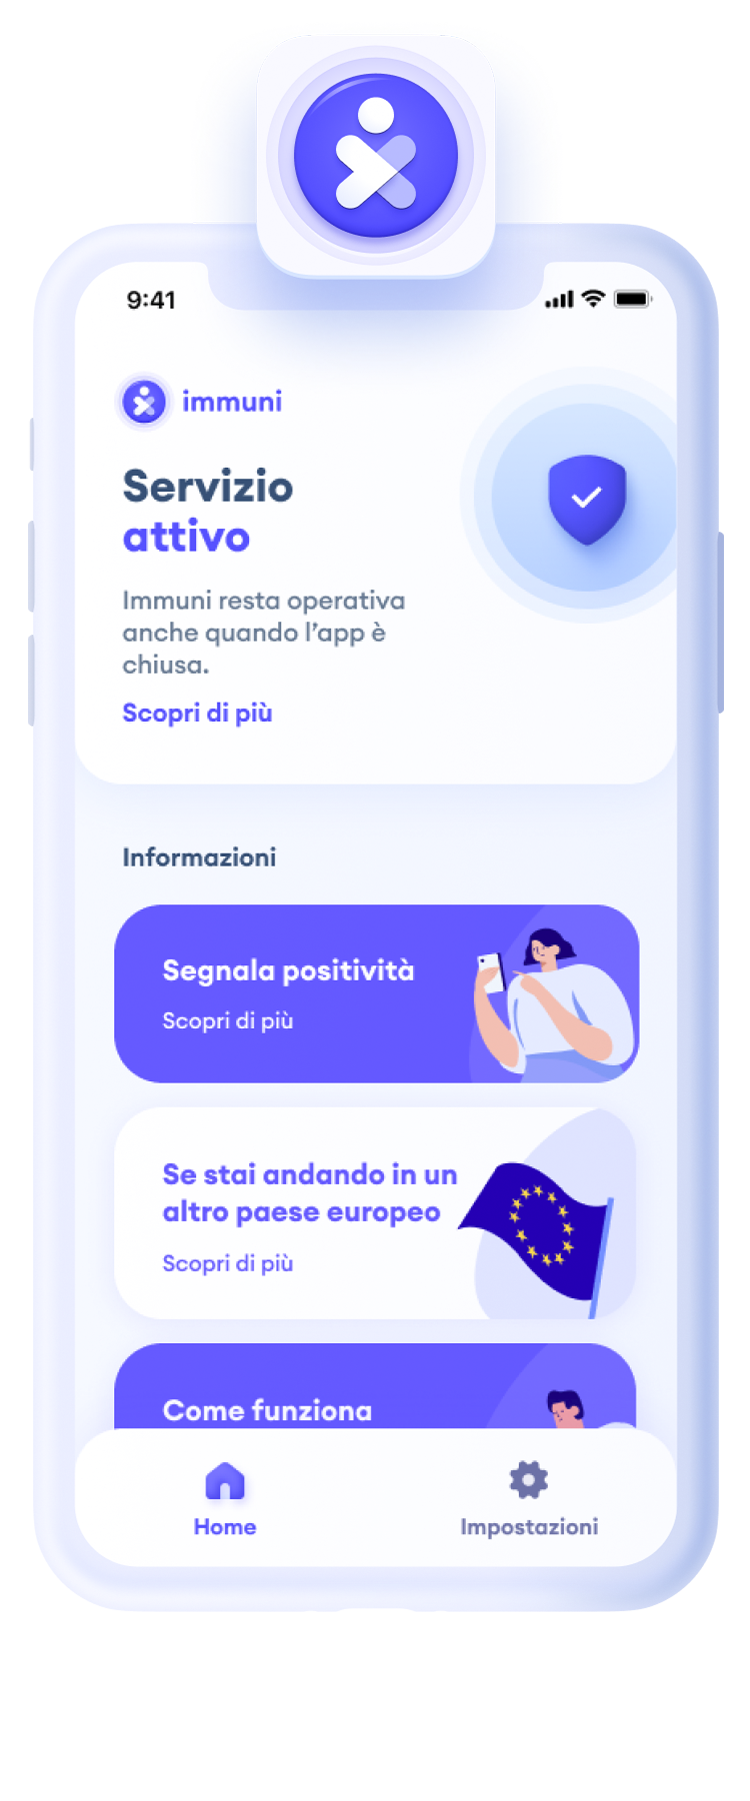 9:41
immuni
Servizio
attivo
Immuni resta operativa
anche quando l’app è
chiusa.
Scopri di più
Informazioni
Segnala positività
Scopri di più
Se stai andando in un
altro paese europeo
Scopri di più
Come funziona
Home
Impostazioni